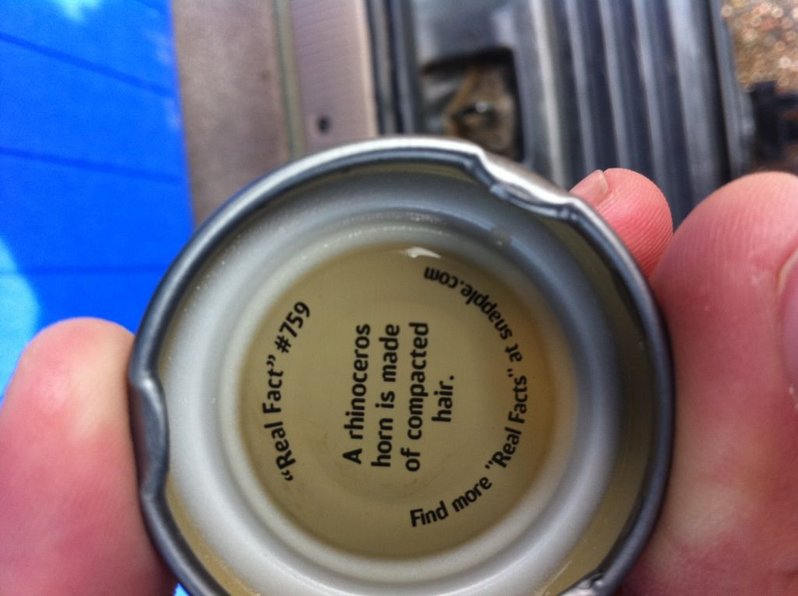 "Real Fact" #759
A rhinoceros
horn is made
of compacted
hair.
Find more "Real Facts" at snapple.com